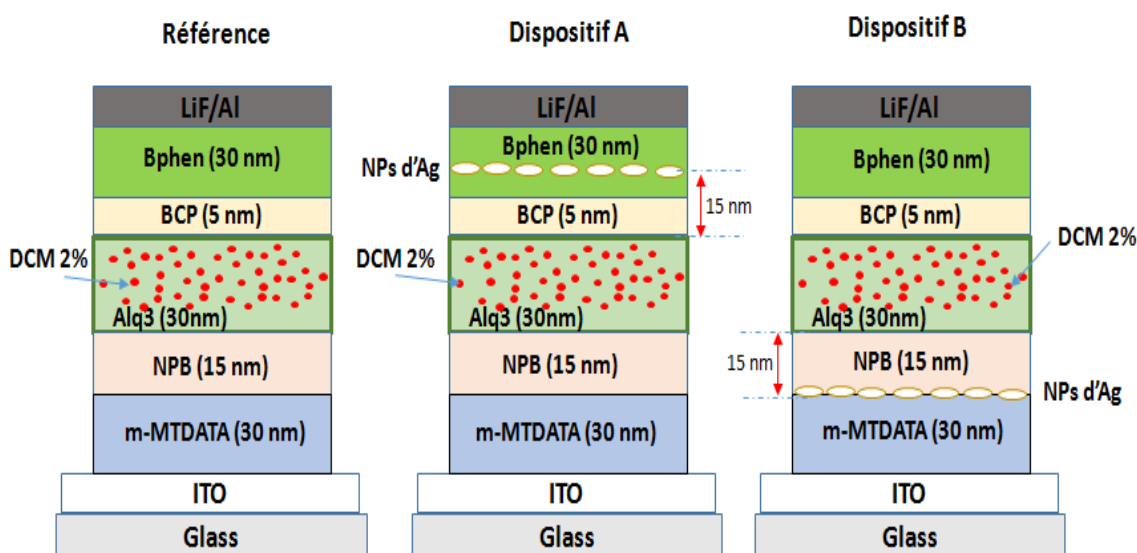 Référence
LiF/Al
Bphen (30 nm)
BCP (5 nm)
DCM 2%
Alq3 (30nm)
NPB (15 nm)
m-MTDATA (30 nm)
ITO
Glass
Dispositif A
LiF/Al
Bphen (30 nm)
NPs d'Ag
15 nm
BCP (5 nm)
DCM 2%
Alq3 (30nm)
NPB (15 nm)
m-MTDATA (30 nm)
ITO
Glass
Dispositif B
LiF/Al
Bphen (30 nm)
BCP (5 nm)
DCM 2%
Alq3 (30nm)
15 nm
NPB (15 nm)
NPs d'Ag
m-MTDATA (30 nm)
ITO
Glass